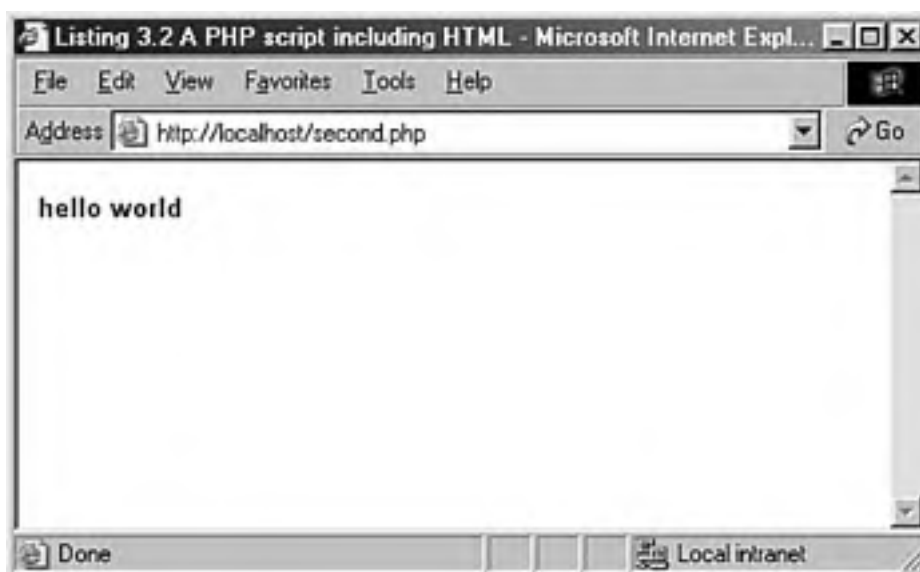 Listing 3.2 A PHP script including HTML - Microsoft Internet Expl...
File Edit View Favorites Tools Help
Address http://localhost/second.php Go
hello world
Done Local intranet